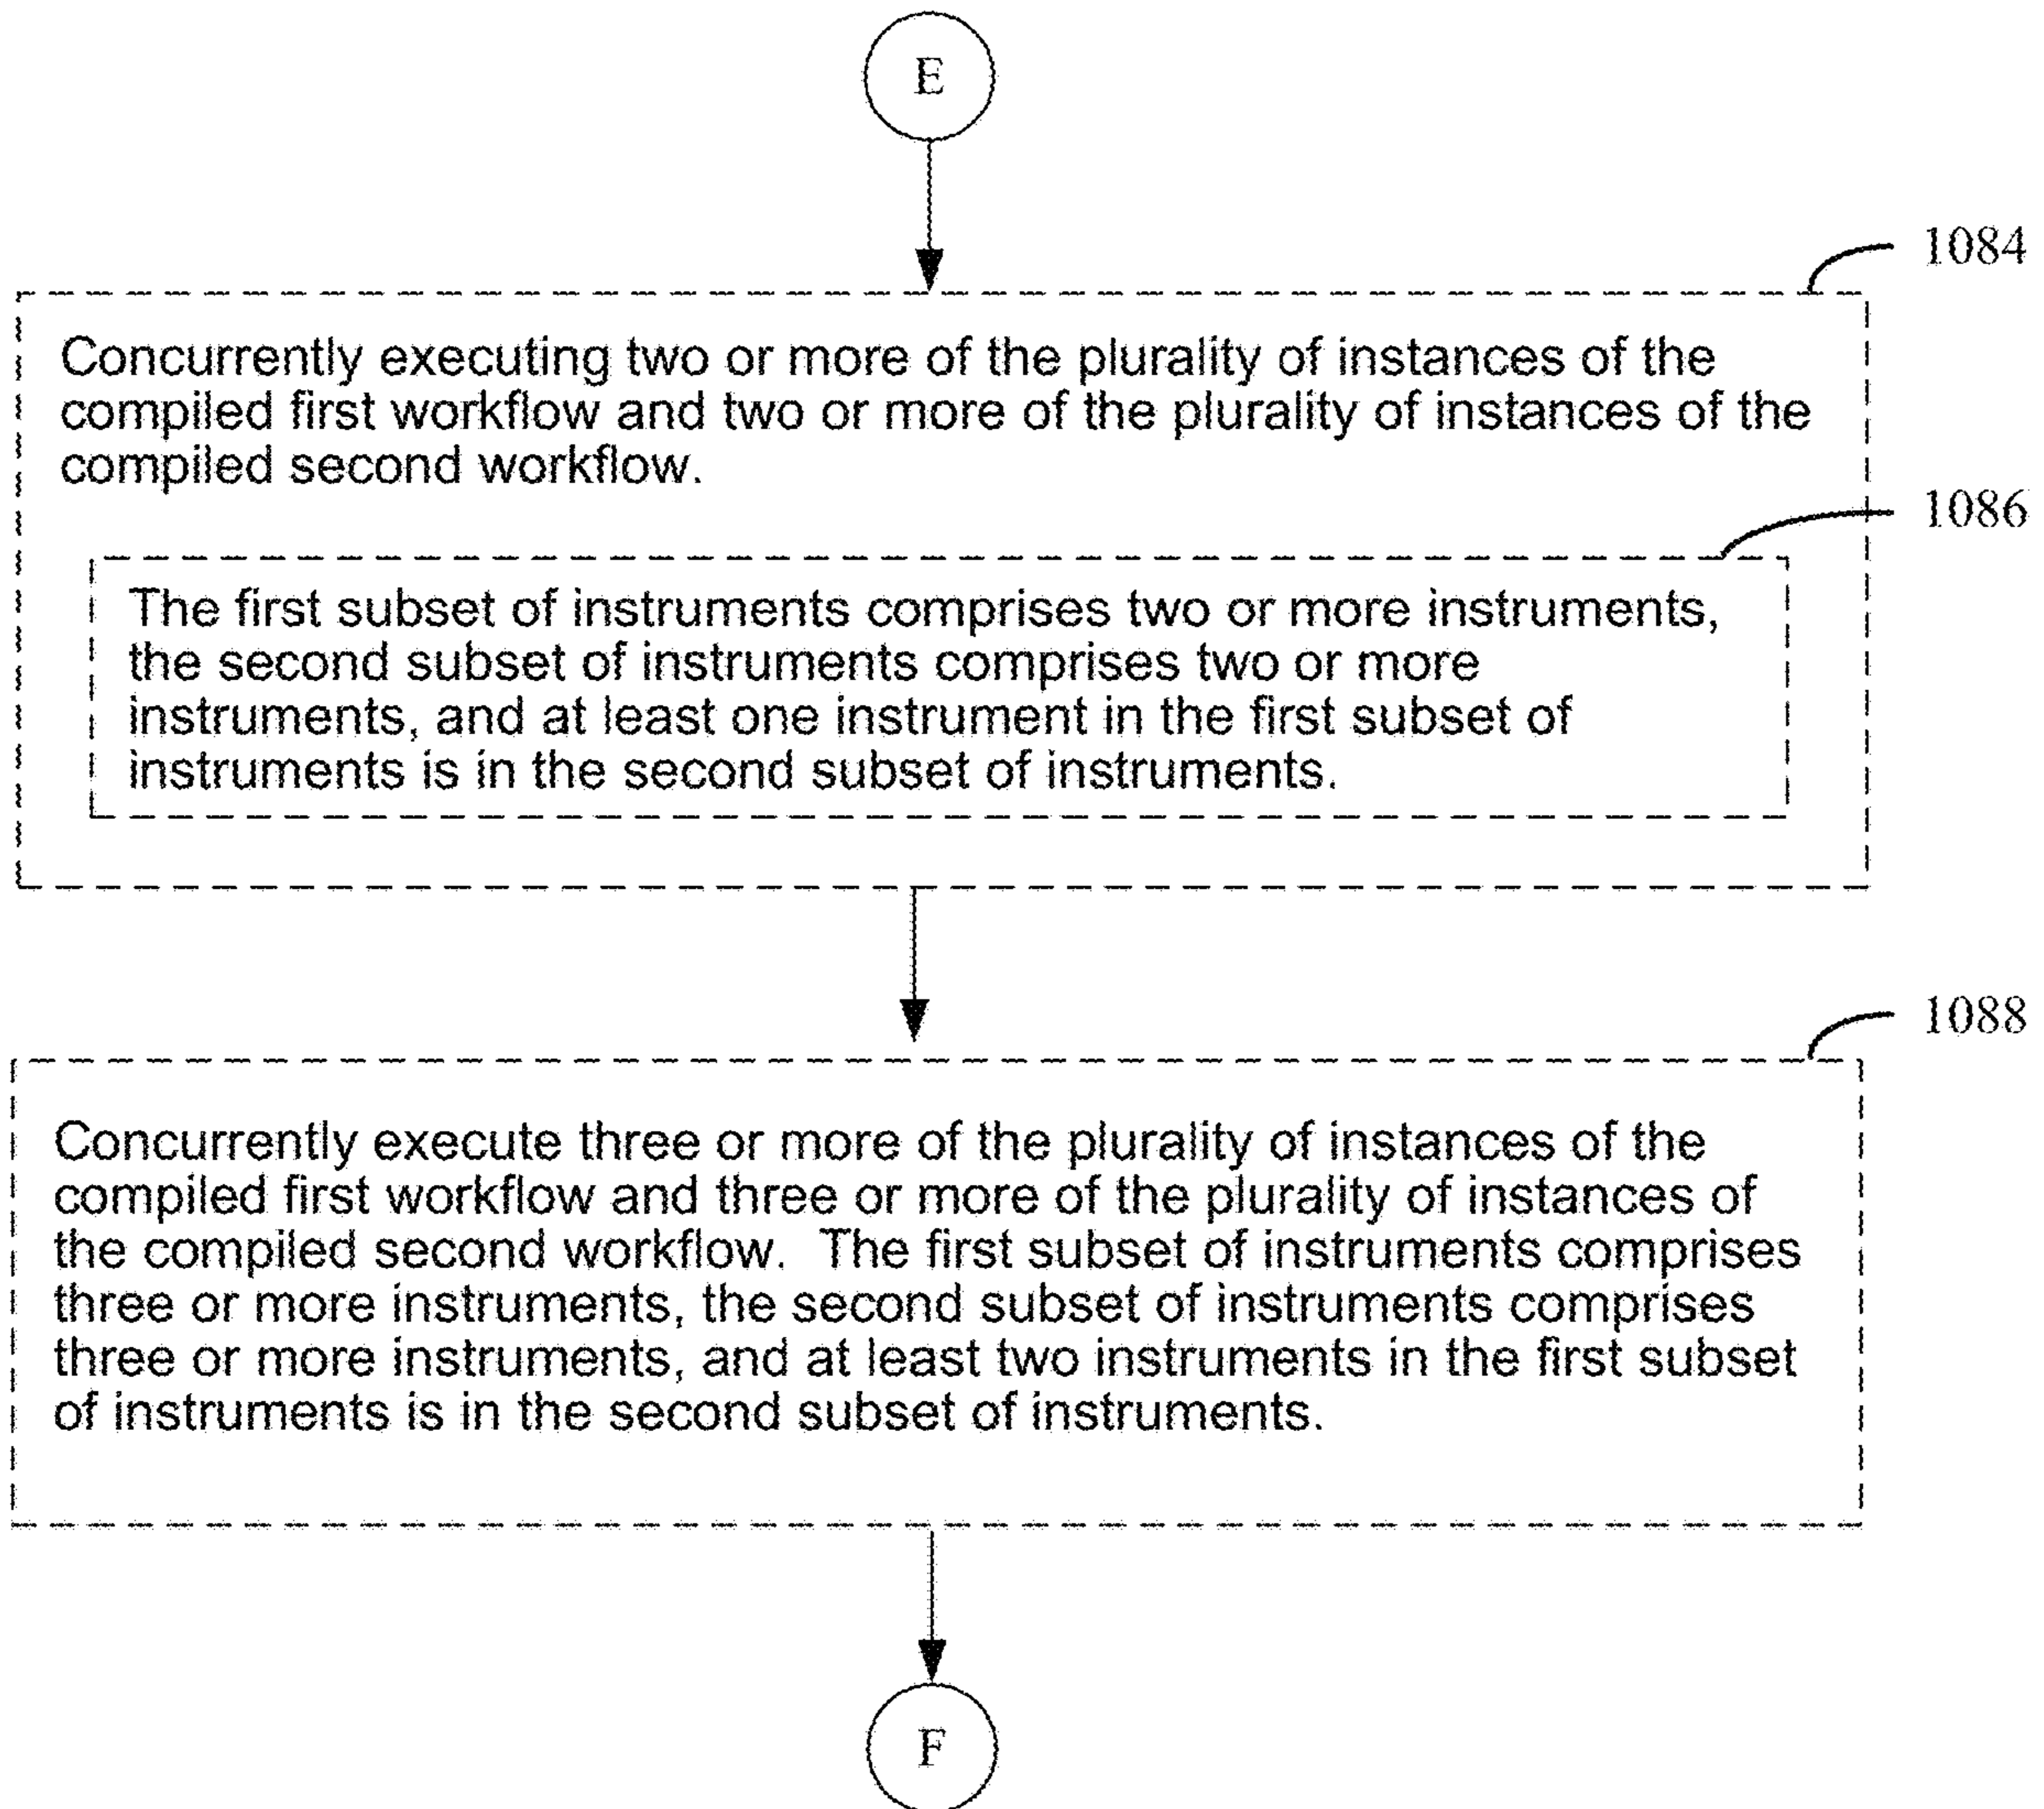 E
1084
Concurrently executing two or more of the plurality of instances of the
compiled first workflow and two or more of the plurality of instances of the
compiled second workflow.
1086
The first subset of instruments comprises two or more instruments,
the second subset of instruments comprises two or more
instruments, and at least one instrument in the first subset of
instruments is in the second subset of instruments.
1088
Concurrently execute three or more of the plurality of instances of the
compiled first workflow and three or more of the plurality of instances of
the compiled second workflow.  The first subset of instruments comprises
three or more instruments, the second subset of instruments comprises
three or more instruments, and at least two instruments in the first subset
of instruments is in the second subset of instruments.
F